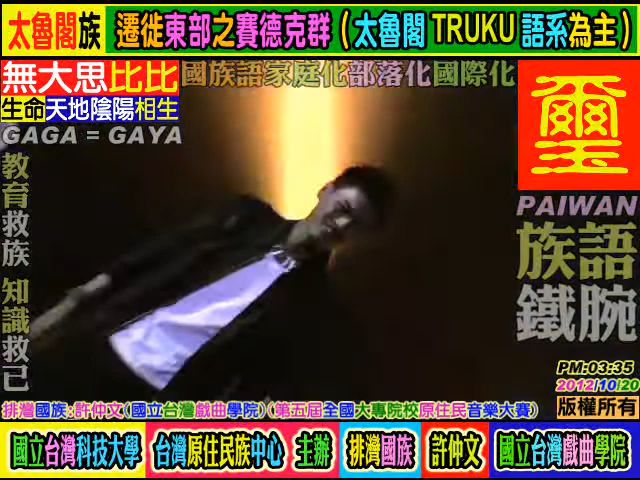 太魯閣族 遷徙東部之賽德克群(太魯閣 TRUKU 語系為主)
無大思比比
國族語家庭化部落化國際化
生命天地陰陽相生
GAGA = GAYA
璽
教育救族 知識救己
PAIWAN
族語
鐵腕
PM:03:35
2012/10/20
排灣國族:許仲文(國立台灣戲曲學院)(第五屆全國大專院校原住民音樂大賽)
版權所有
國立台灣科技大學 台灣原住民族中心 主辦 排灣國族 許仲文 國立台灣戲曲學院